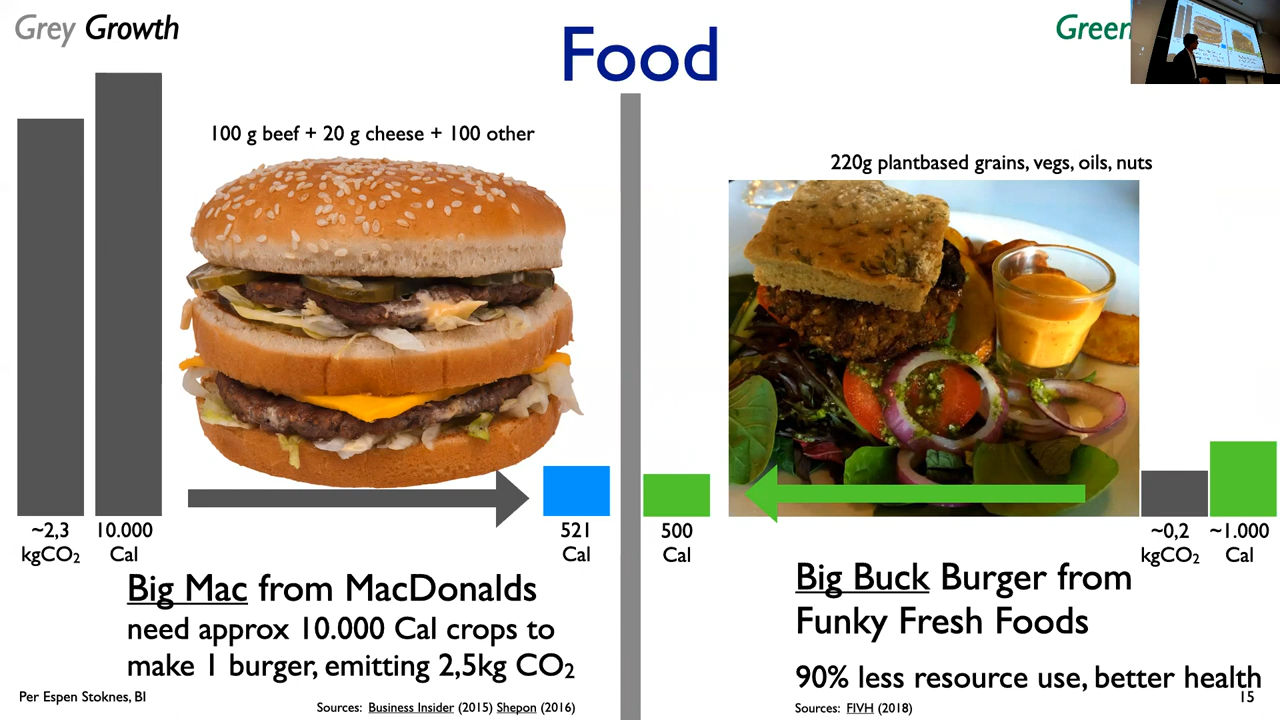 Grey Growth
Food
Green
100 g beef + 20 g cheese + 100 other
220g plantbased grains, vegs, oils, nuts
~2,3
kgCO₂
10.000
Cal
521
Cal
500
Cal
~0,2
kgCO₂
~1.000
Cal
Big Mac from MacDonalds
need approx 10.000 Cal crops to
make 1 burger, emitting 2,5kg CO₂
Big Buck Burger from
Funky Fresh Foods
90% less resource use, better health
Per Espen Stoknes, BI
Sources: Business Insider (2015) Shepon (2016)
Sources: FIVH (2018)
15